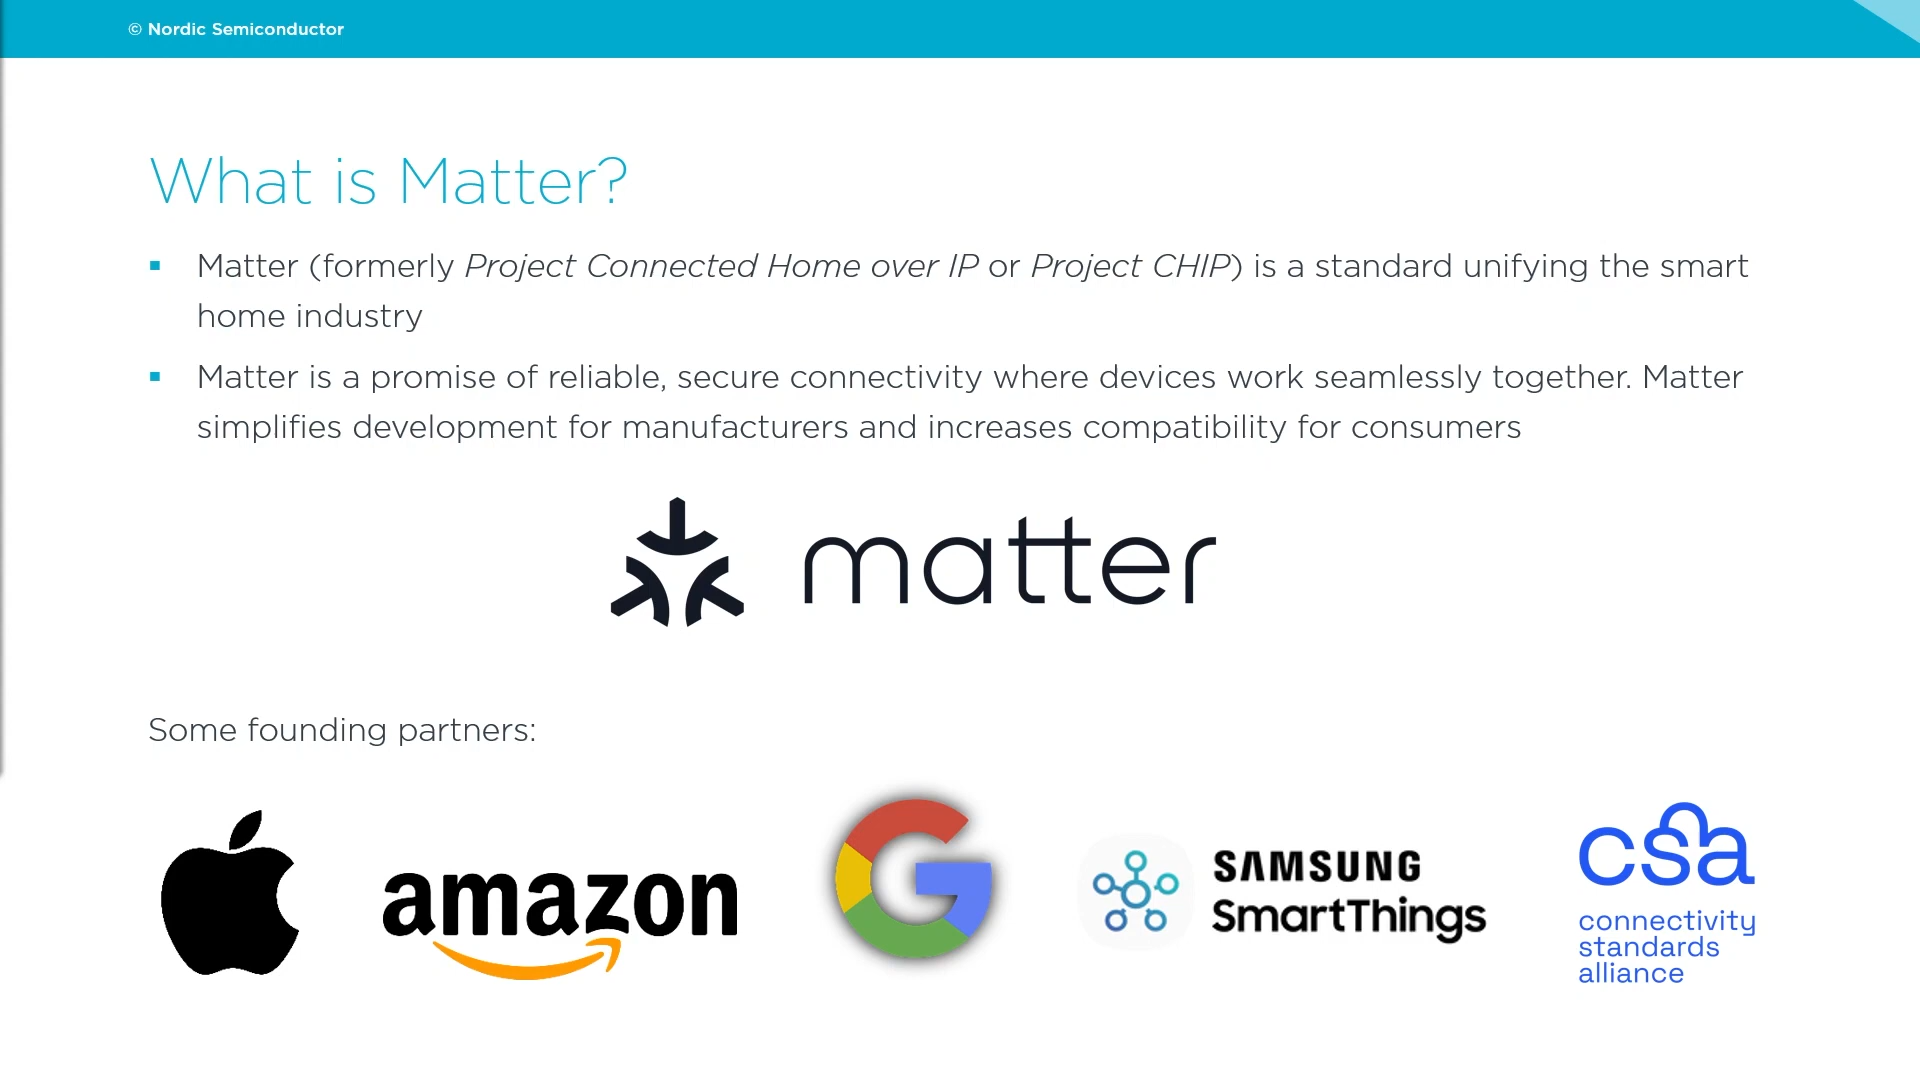 © Nordic Semiconductor
What is Matter?
▪ Matter (formerly Project Connected Home over IP or Project CHIP) is a standard unifying the smart
home industry
▪ Matter is a promise of reliable, secure connectivity where devices work seamlessly together. Matter
simplifies development for manufacturers and increases compatibility for consumers
matter
Some founding partners:
amazon
G
SAMSUNG
SmartThings
csa
connectivity
standards
alliance